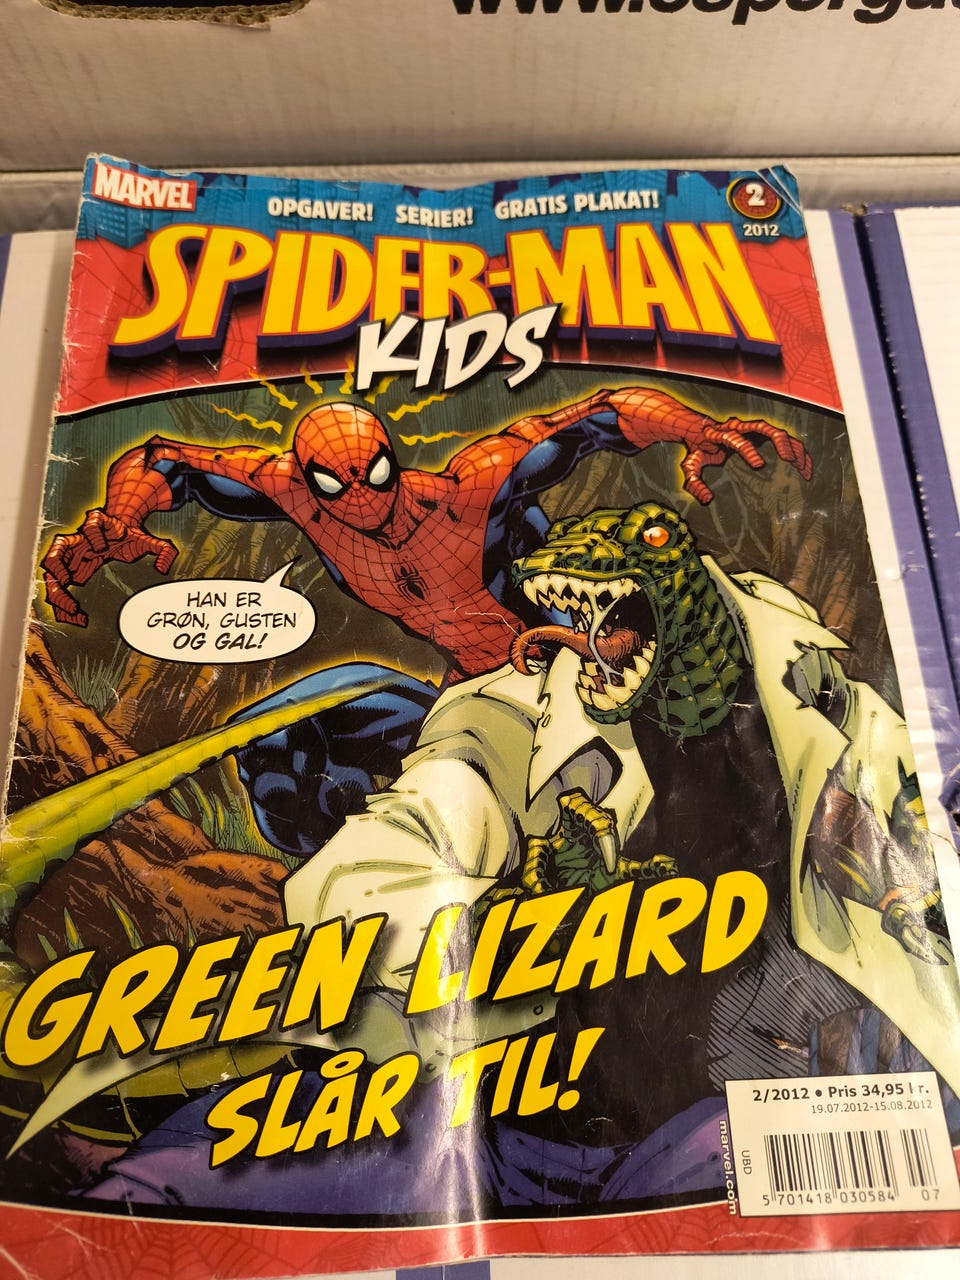 MARVEL
OPGAVER! SERIER! GRATIS PLAKAT!
2
2012
SPIDER-MAN
KIDS
HAN ER
GRØN, GUSTEN
OG GAL!
GREEN LIZARD
SLÅR TIL!
2/2012 • Pris 34,95 kr.
19.07.2012-15.08.2012
marvel.com
UBD
5 701418 030584 07